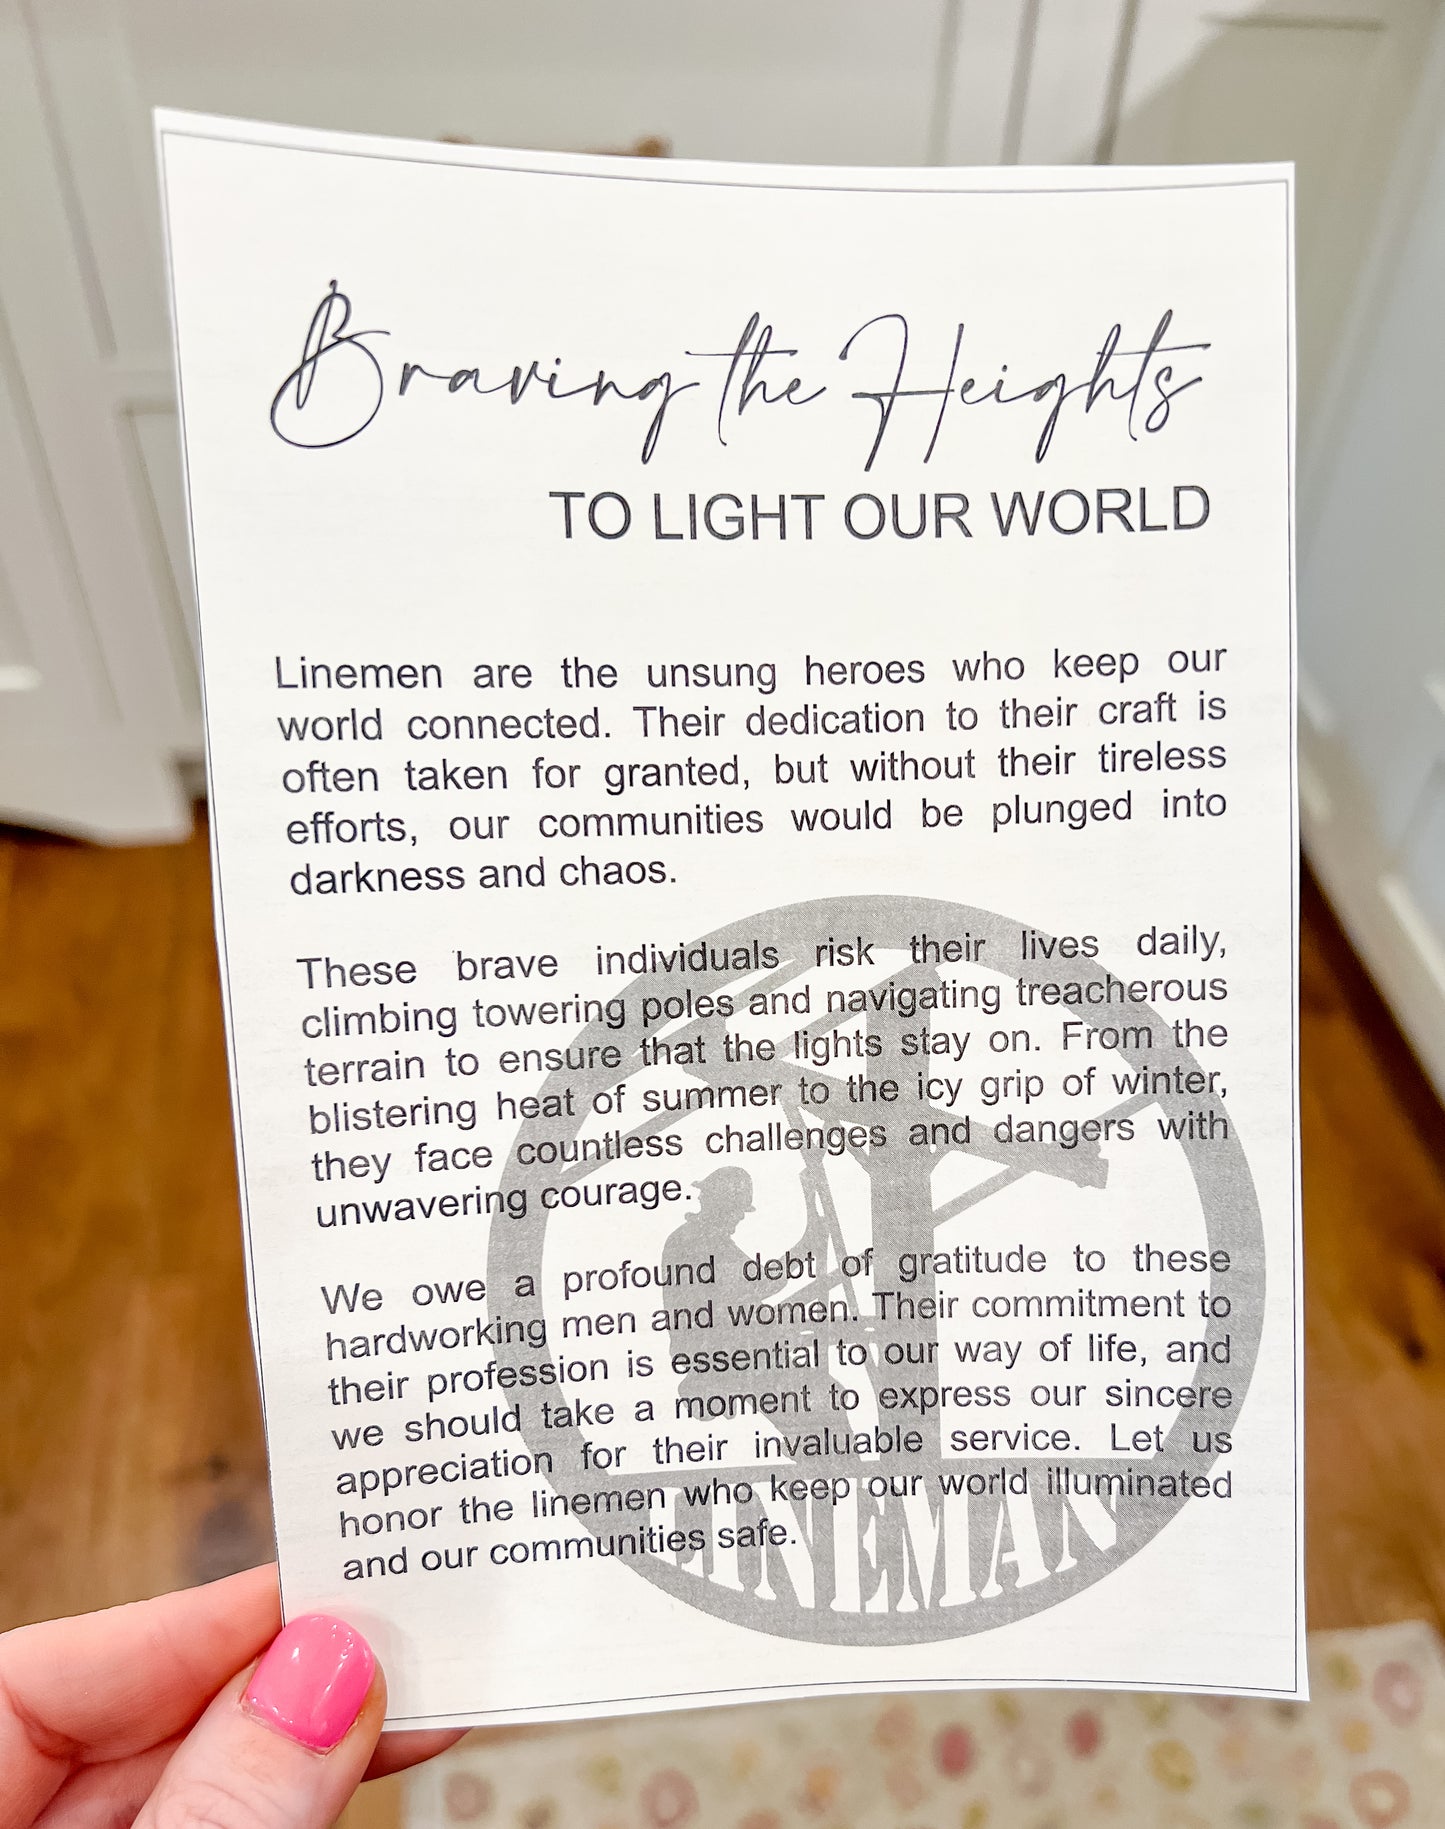 Braving the Heights
TO LIGHT OUR WORLD
Linemen are the unsung heroes who keep our
world connected. Their dedication to their craft is
often taken for granted, but without their tireless
efforts, our communities would be plunged into
darkness and chaos.
These brave individuals risk their lives daily,
climbing towering poles and navigating treacherous
terrain to ensure that the lights stay on. From the
blistering heat of summer to the icy grip of winter,
they face countless challenges and dangers with
unwavering courage.
We owe a profound debt of gratitude to these
hardworking men and women. Their commitment to
their profession is essential to our way of life, and
we should take a moment to express our sincere
appreciation for their invaluable service. Let us
honor the linemen who keep our world illuminated
and our communities safe.
LINEMAN